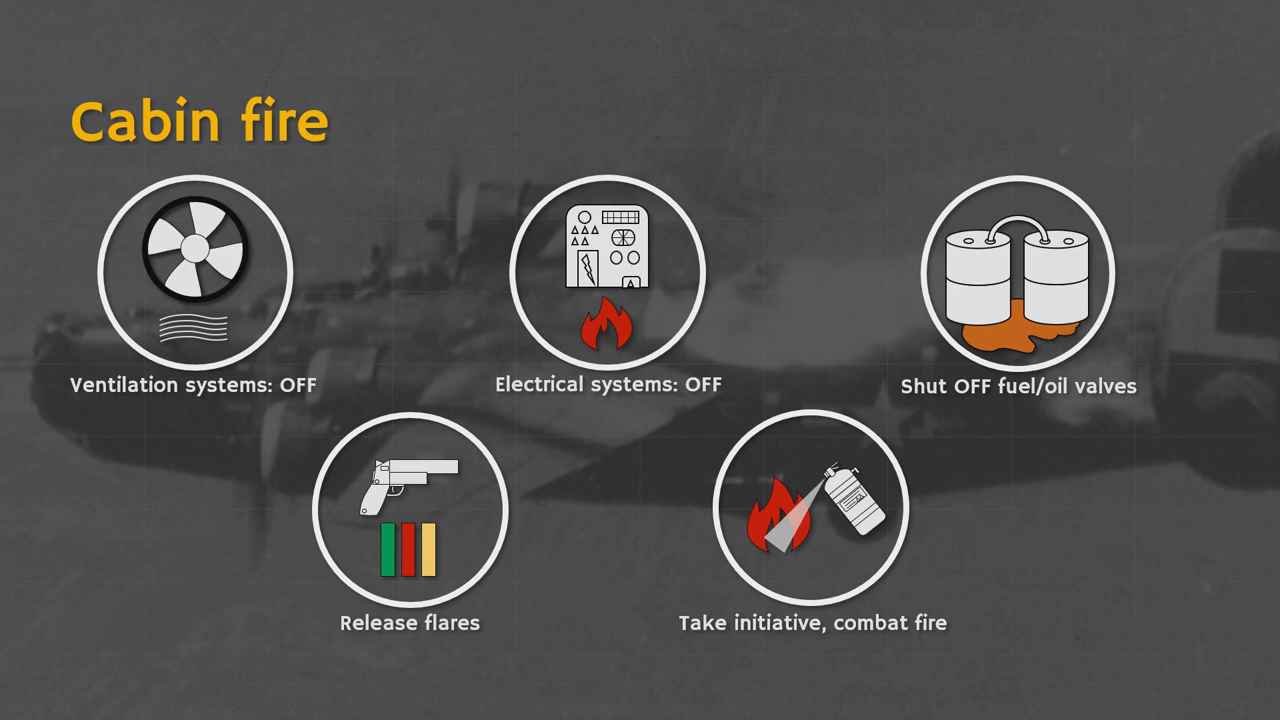 Cabin fire
Ventilation systems: OFF
Electrical systems: OFF
Shut OFF fuel/oil valves
Release flares
Take initiative, combat fire